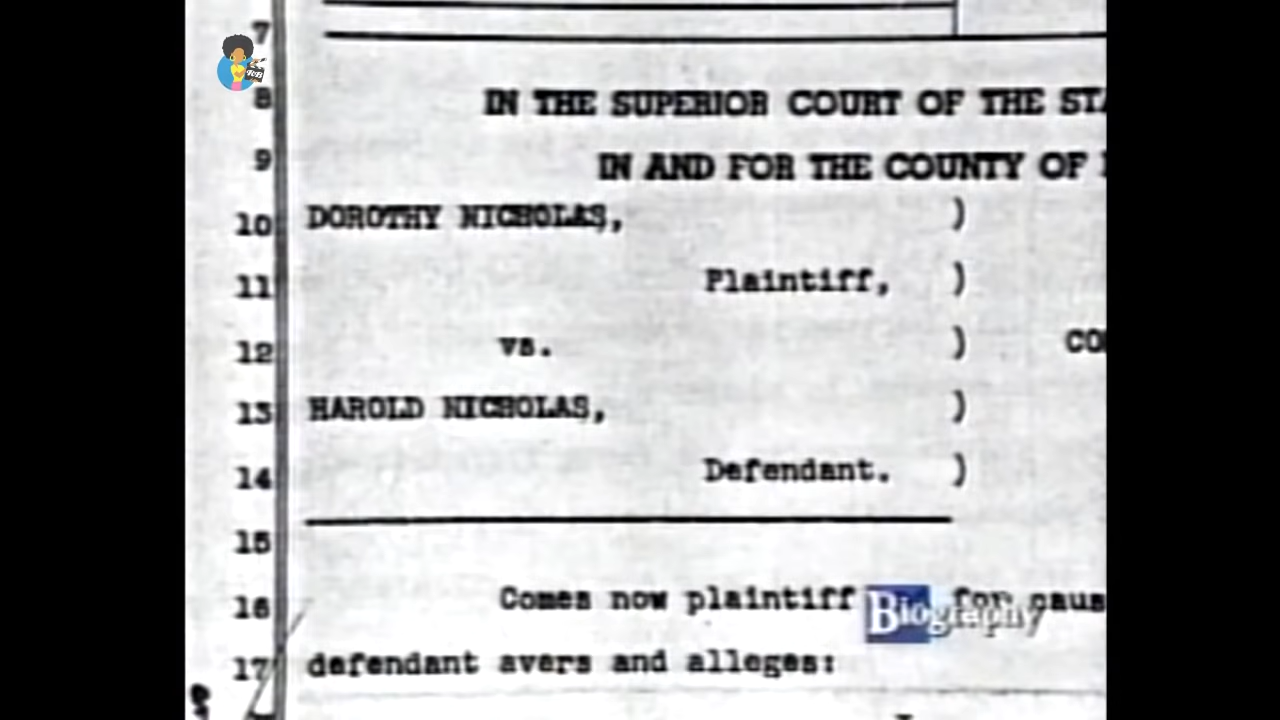 7
8 IN THE SUPERIOR COURT OF THE STA
9 IN AND FOR THE COUNTY OF
10 DOROTHY NICHOLAS, )
11 Plaintiff, )
12 vs. ) CO
13 HAROLD NICHOLAS, )
14 Defendant. )
15
16 Comes now plaintiff for caus
17 defendant avers and alleges:
Biography
RB